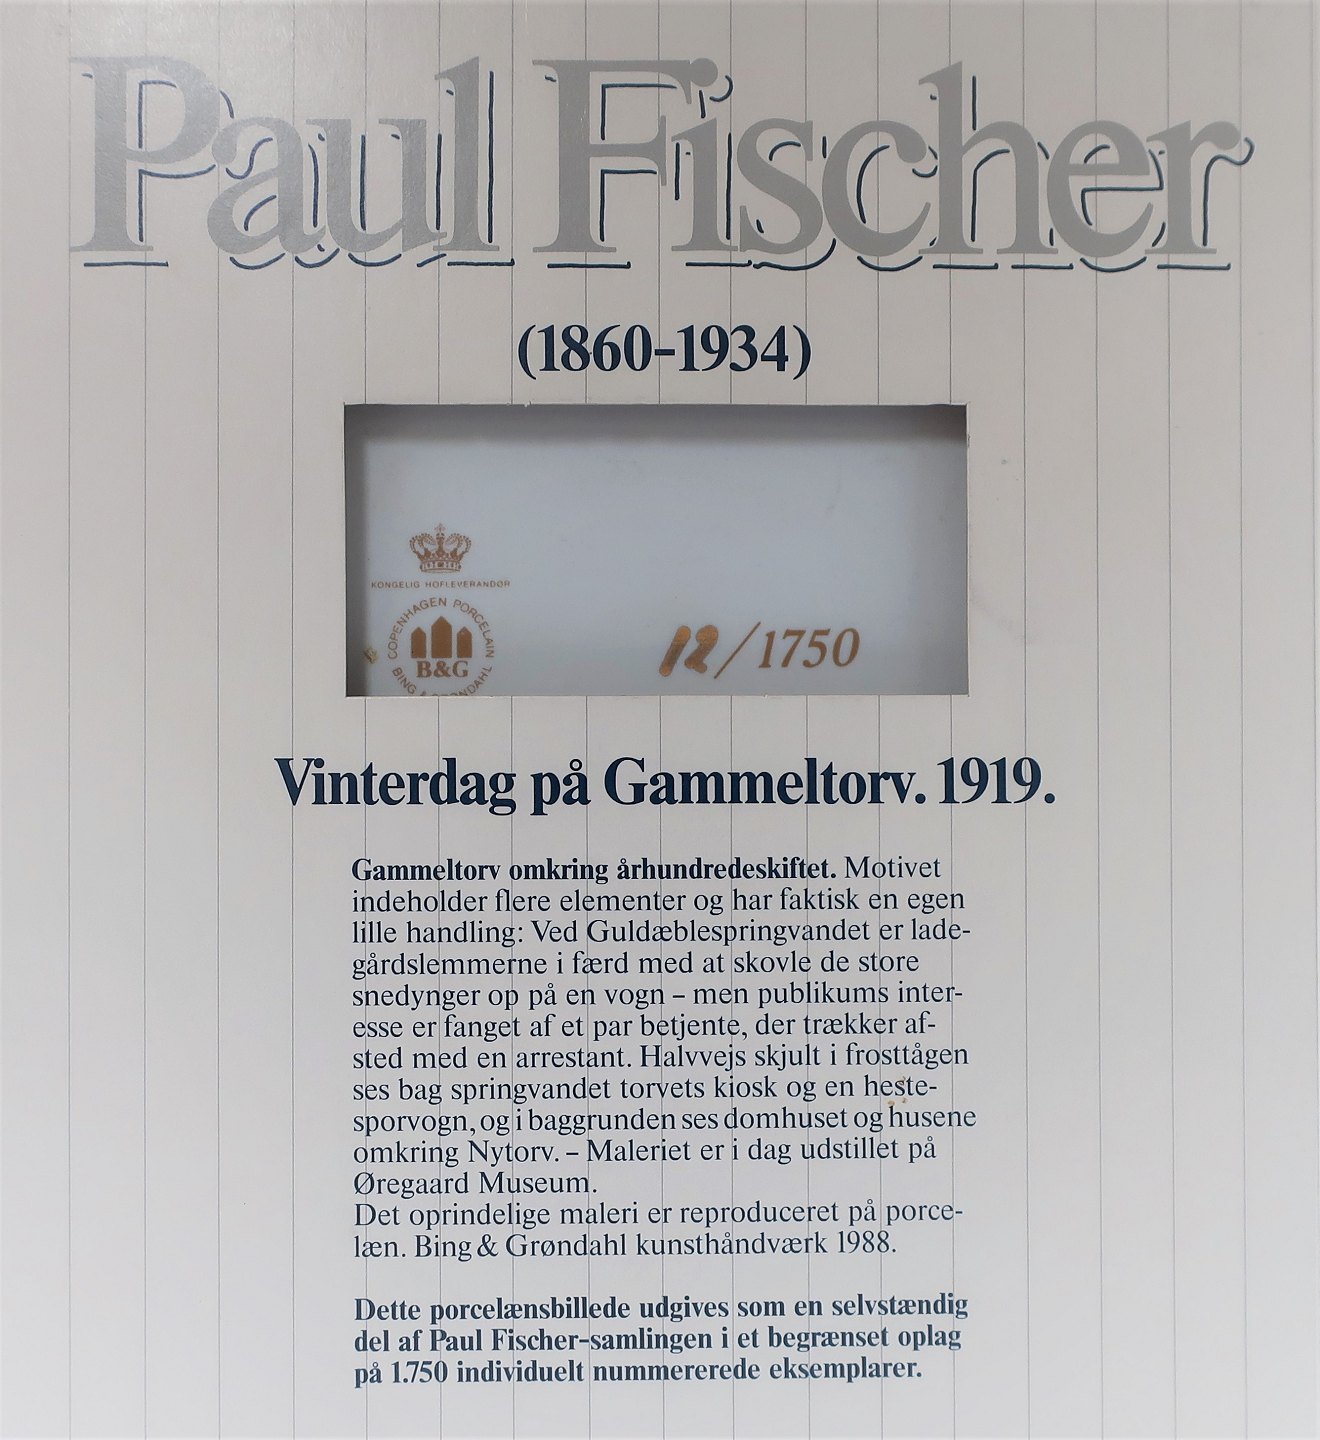 Paul Fischer
(1860-1934)
KONGELIG HOFLEVERANDØR
COPENHAGEN PORCELAIN
B&G
BING & GRØNDAHL
12/1750
Vinterdag på Gammeltorv. 1919.
Gammeltorv omkring århundredeskiftet. Motivet
indeholder flere elementer og har faktisk en egen
lille handling: Ved Guldæblespringvandet er lade-
gårdslemmerne i færd med at skovle de store
snedynger op på en vogn – men publikums inter-
esse er fanget af et par betjente, der trækker af-
sted med en arrestant. Halvvejs skjult i frosttågen
ses bag springvandet torvets kiosk og en heste-
sporvogn, og i baggrunden ses domhuset og husene
omkring Nytorv. – Maleriet er i dag udstillet på
Øregaard Museum.
Det oprindelige maleri er reproduceret på porce-
læn. Bing & Grøndahl kunsthåndværk 1988.
Dette porcelænsbillede udgives som en selvstændig
del af Paul Fischer-samlingen i et begrænset oplag
på 1.750 individuelt nummererede eksemplarer.